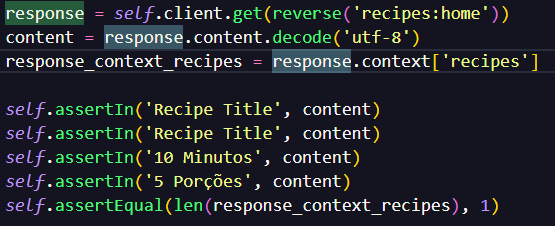 response = self.client.get(reverse('recipes:home'))
content = response.content.decode('utf-8')
response_context_recipes = response.context['recipes']
self.assertIn('Recipe Title', content)
self.assertIn('Recipe Title', content)
self.assertIn('10 Minutos', content)
self.assertIn('5 Porções', content)
self.assertEqual(len(response_context_recipes), 1)